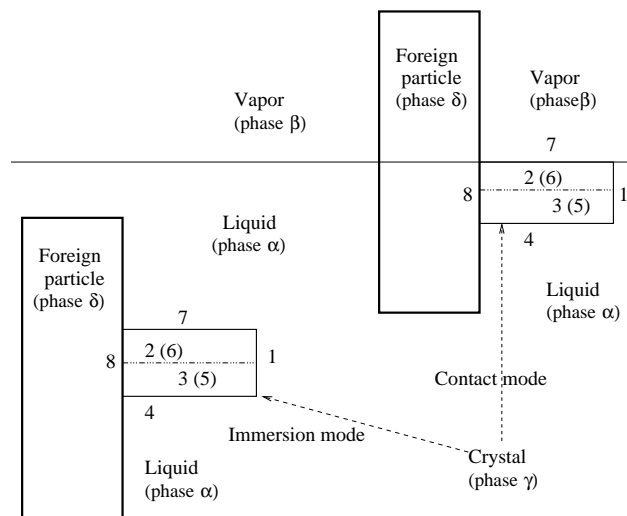 Foreign
particle
(phase δ)
Vapor
(phaseβ)
Vapor
(phase β)
7
2 (6)
8
1
3 (5)
4
Liquid
(phase α)
Foreign
particle
(phase δ)
Liquid
(phase α)
7
8
2 (6)
1
3 (5)
4
Contact mode
Immersion mode
Crystal
(phase γ)
Liquid
(phase α)